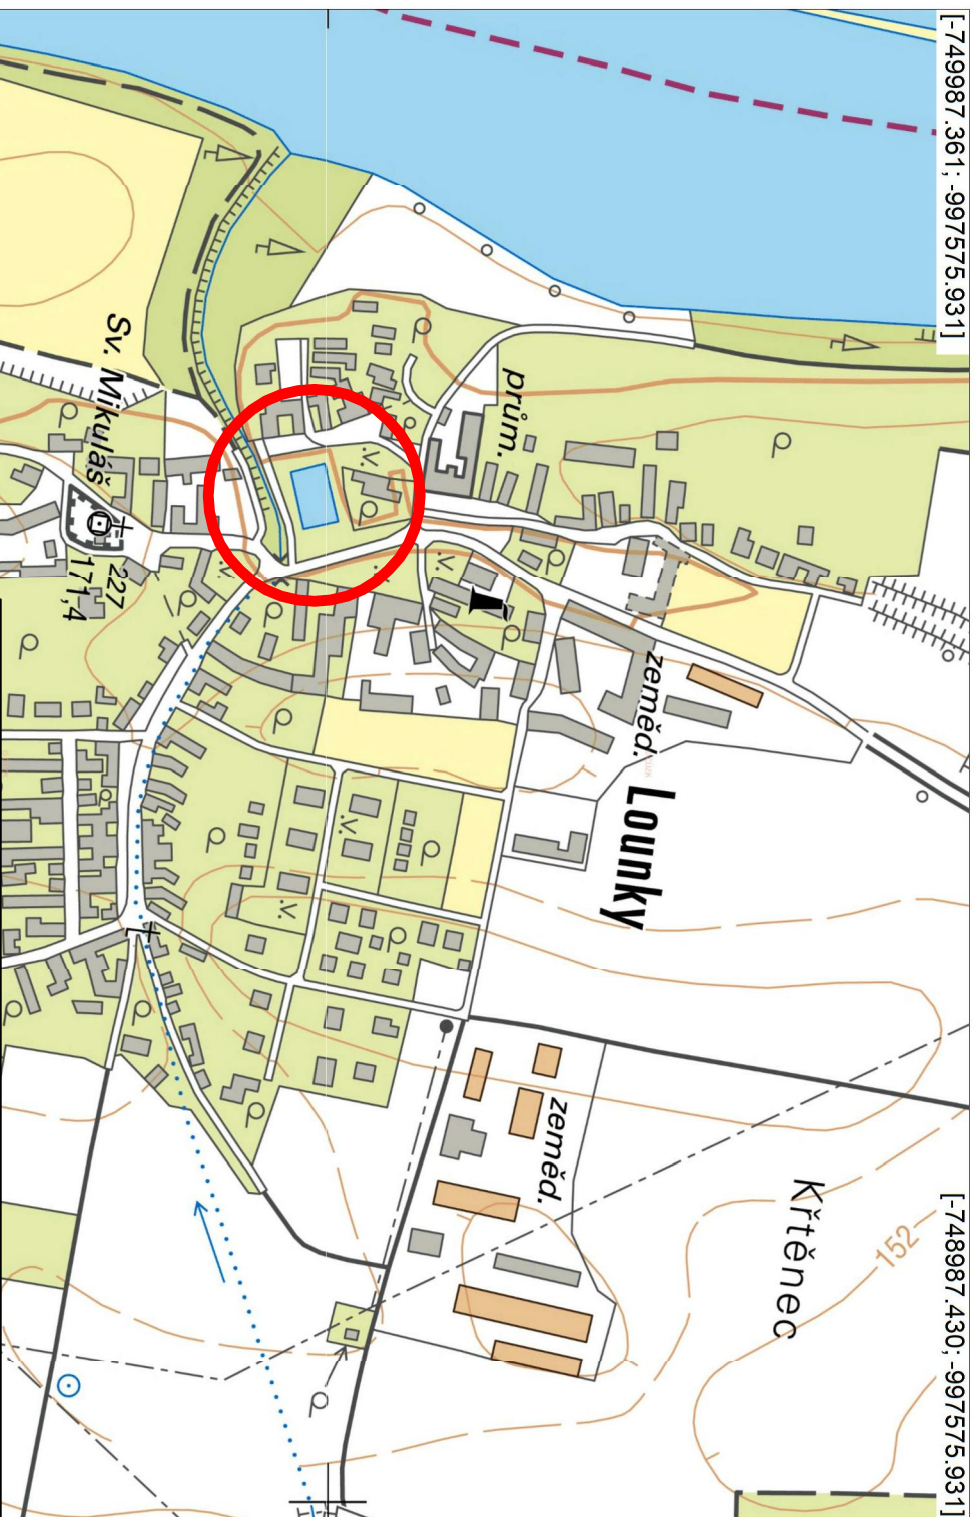 [-749987.361; -997575.931]
[-748987.430; -997575.931]
prům.
Sv. Mikuláš
227
171,4
zeměd.
Lounky
zeměd.
Křtěnec
152
.v.
.v.
.v.
.v.
.v.
.v.